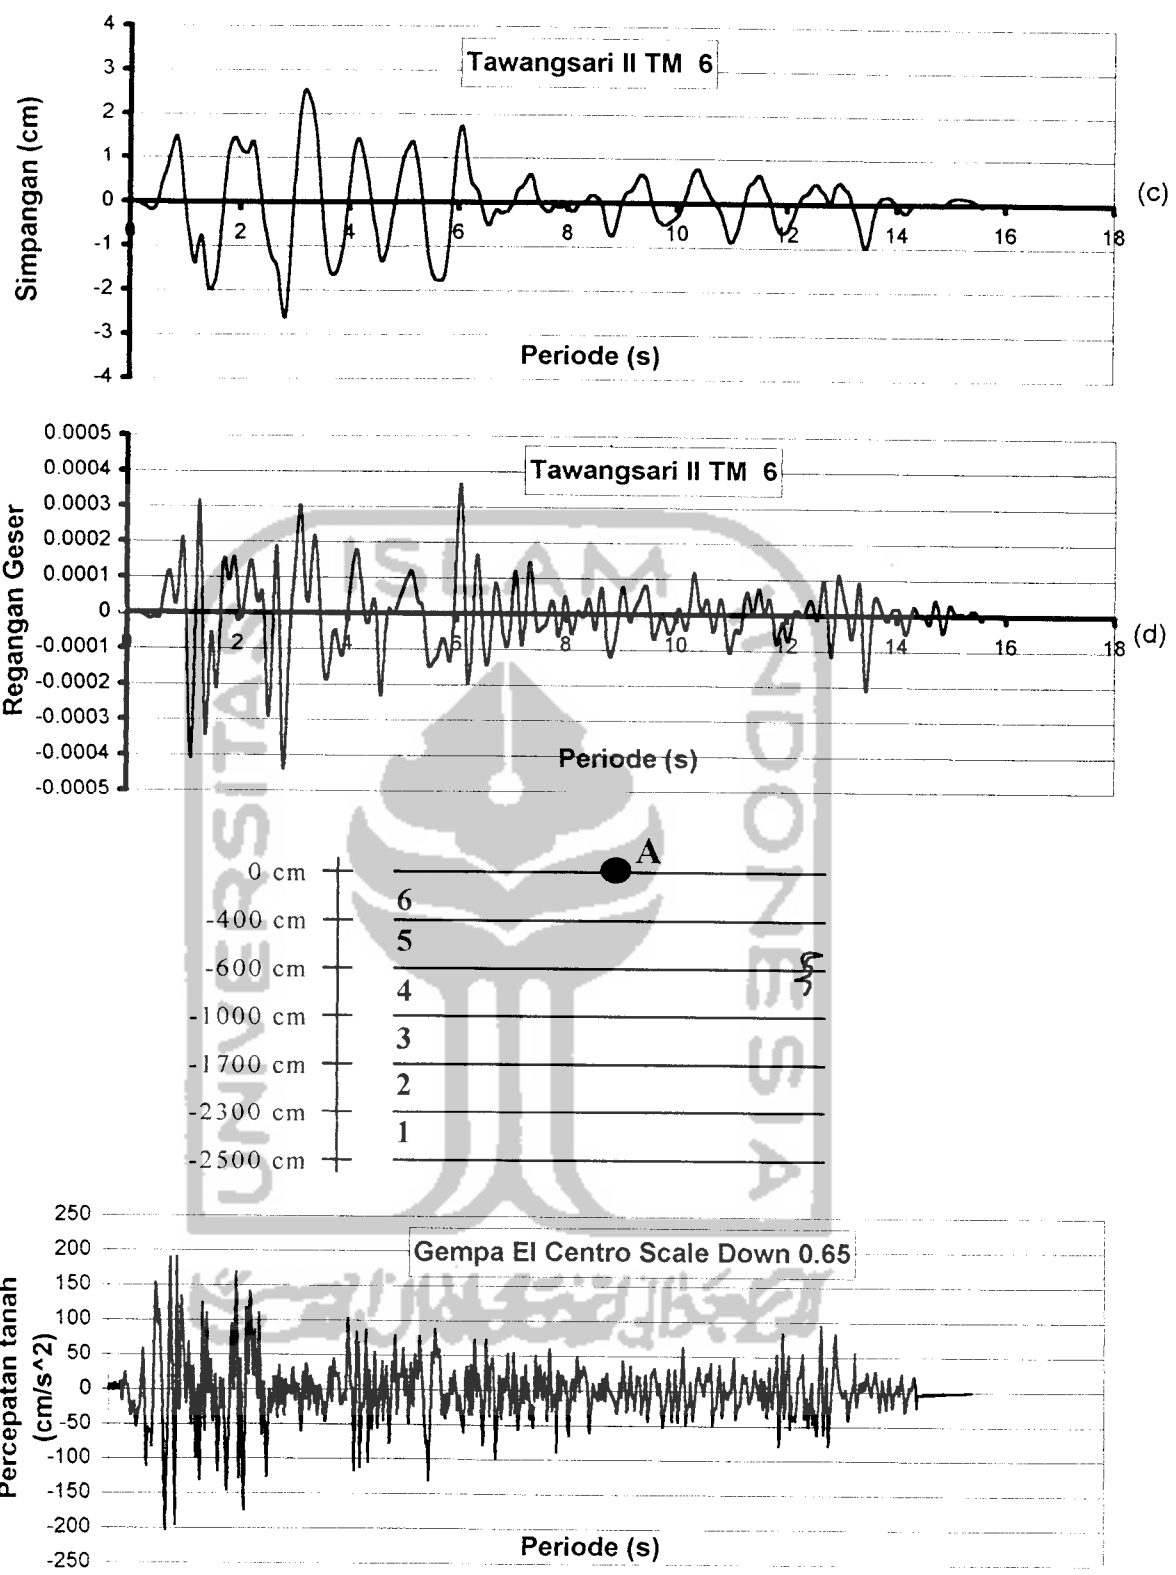 4
Tawangsari II TM 6
3
2
1
0
-1
-2
-3
-4
Simpangan (cm)
0 2 4 6 8 10 12 14 16 18
Periode (s)
(c)
0.0005
0.0004
0.0003
0.0002
0.0001
0
-0.0001
-0.0002
-0.0003
-0.0004
-0.0005
Regangan Geser
Tawangsari II TM 6
0 2 4 6 8 10 12 14 16 18
(d)
Periode (s)
UNIVERSITAS
ISLAM
INDONESIA
A
0 cm
6
-400 cm
5
-600 cm
4
-1000 cm
3
-1700 cm
2
-2300 cm
1
-2500 cm
250
200
150
100
50
0
-50
-100
-150
-200
-250
Percepatan tanah
(cm/s^2)
Gempa El Centro Scale Down 0.65
Periode (s)